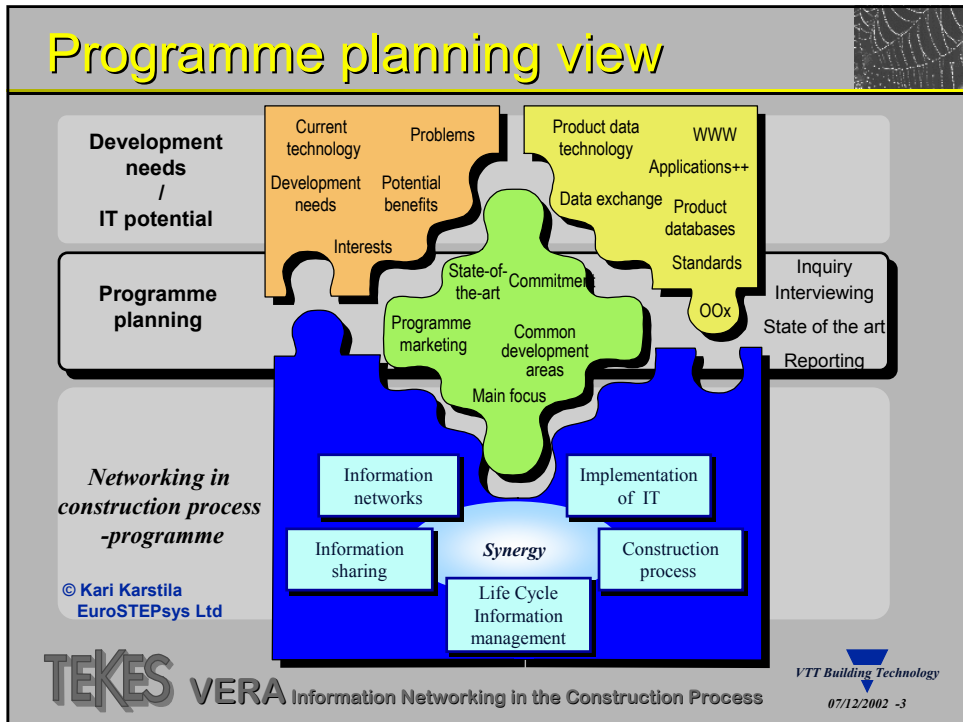 Programme planning view
Development
needs
/
IT potential
Current
technology
Problems
Development
needs
Potential
benefits
Interests
Product data
technology
WWW
Applications++
Data exchange
Product
databases
Standards
OOx
Programme
planning
State-of-
the-art
Commitment
Programme
marketing
Common
development
areas
Main focus
Inquiry
Interviewing
State of the art
Reporting
Networking in
construction process
-programme
Information
networks
Implementation
of IT
Information
sharing
Synergy
Construction
process
Life Cycle
Information
management
© Kari Karstila
EuroSTEPsys Ltd
TEKES VERA Information Networking in the Construction Process
VTT Building Technology
07/12/2002 -3